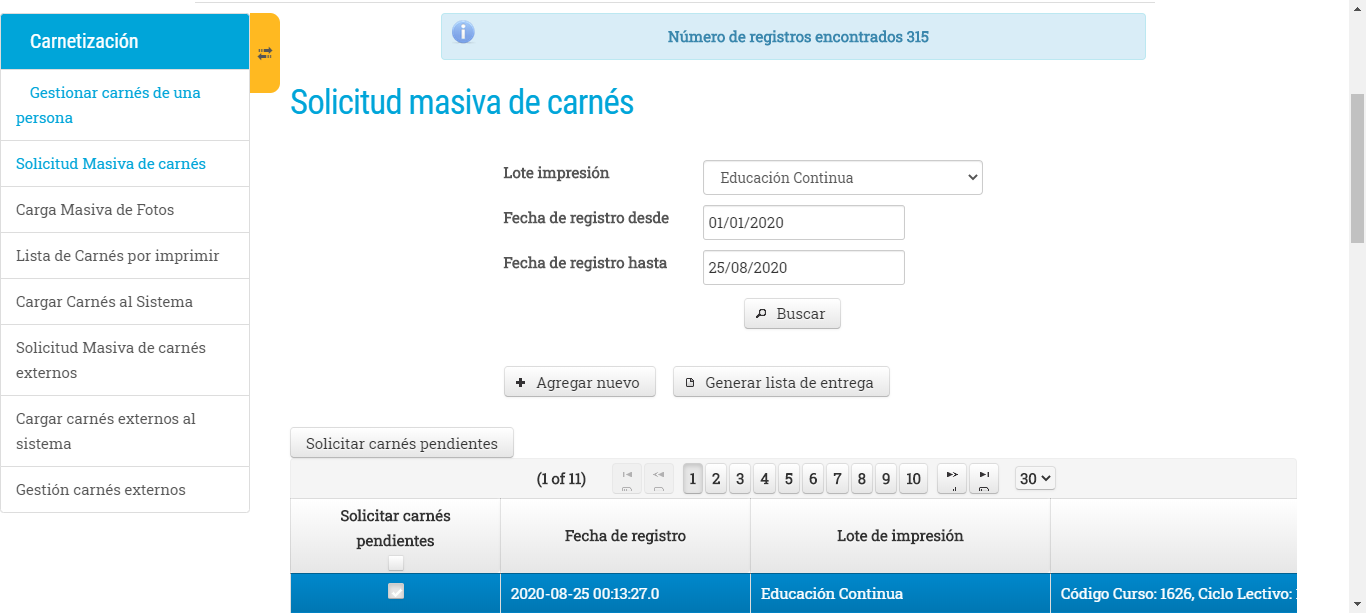 Número de registros encontrados 315
Carnetización
Gestionar carnés de una
persona
Solicitud Masiva de carnés
Carga Masiva de Fotos
Lista de Carnés por imprimir
Cargar Carnés al Sistema
Solicitud Masiva de carnés
externos
Cargar carnés externos al
sistema
Gestión carnés externos
Solicitud masiva de carnés
Lote impresión
Educación Continua
Fecha de registro desde
01/01/2020
Fecha de registro hasta
25/08/2020
Buscar
Agregar nuevo
Generar lista de entrega
Solicitar carnés pendientes
(1 of 11)
1 2 3 4 5 6 7 8 9 10
30
Solicitar carnés
pendientes
Fecha de registro
Lote de impresión
2020-08-25 00:13:27.0
Educación Continua
Código Curso: 1626, Ciclo Lectivo: